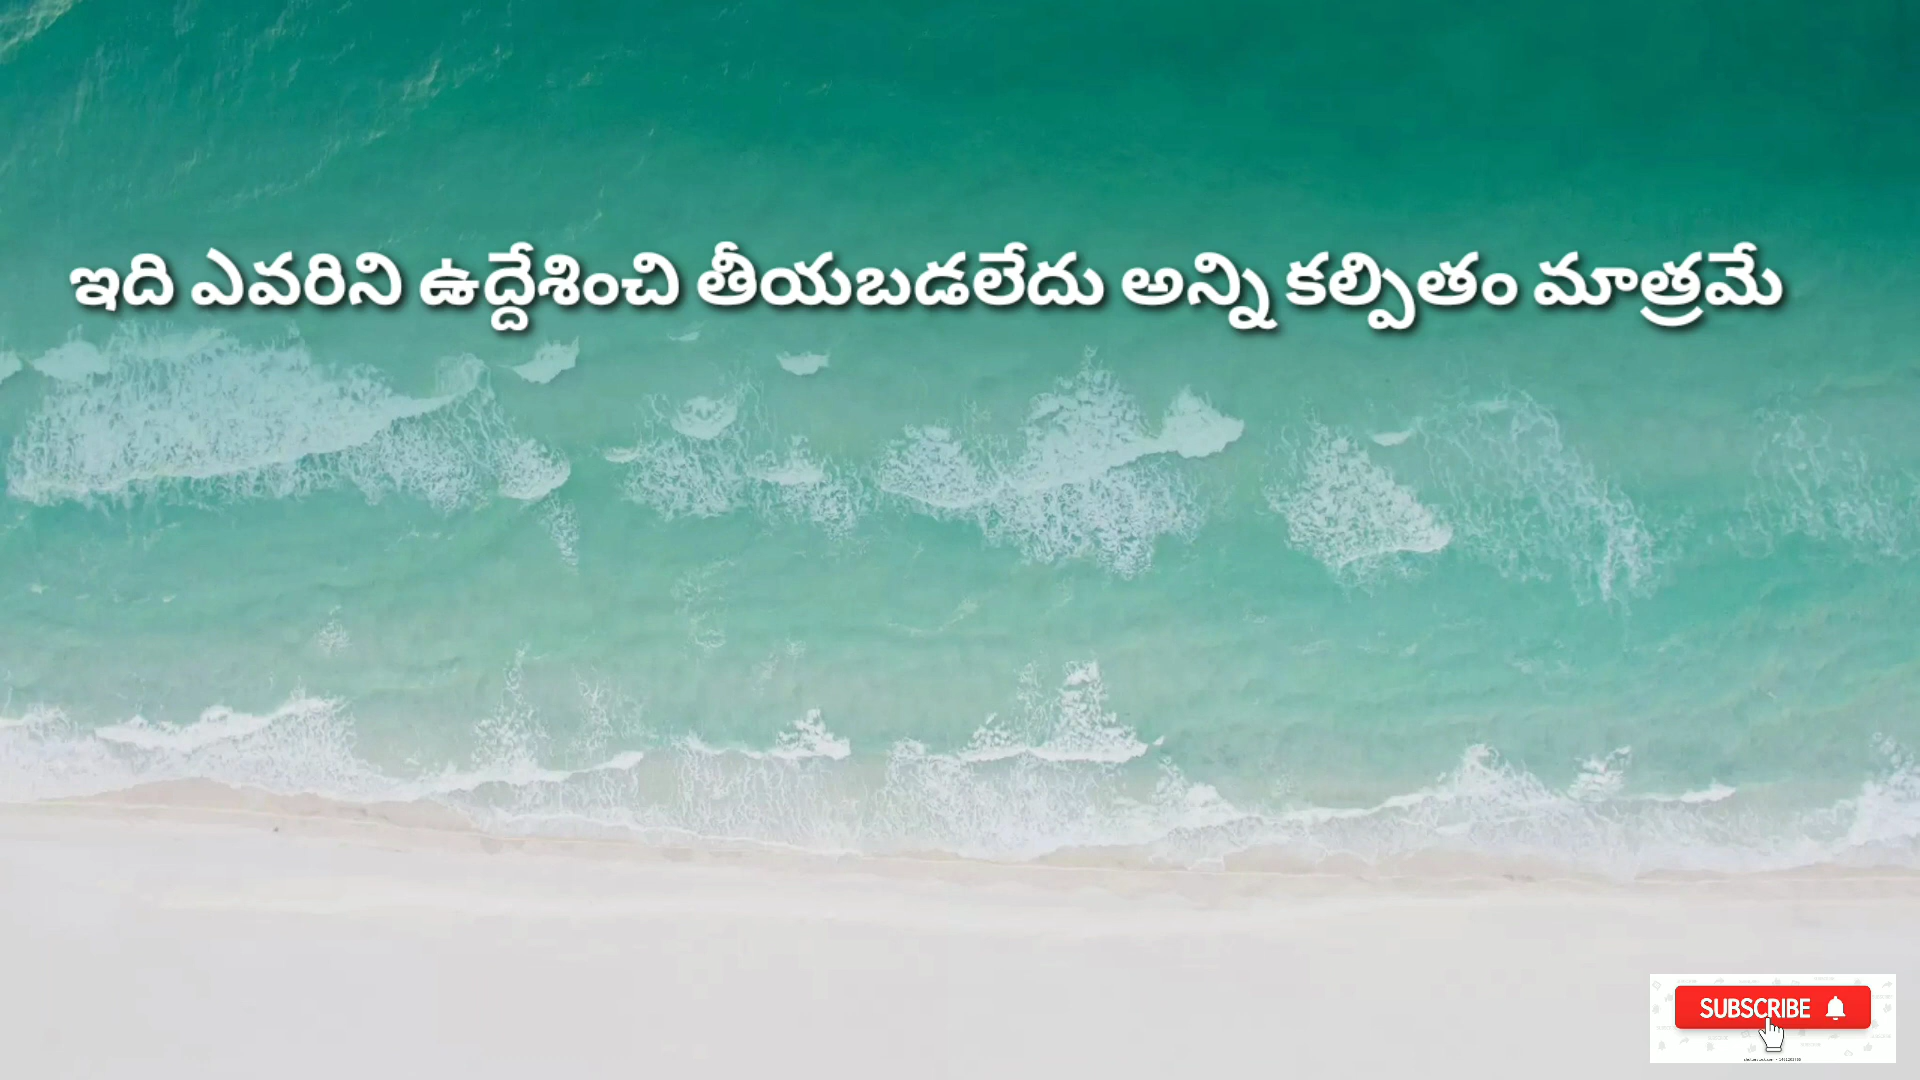 ఇది ఎవరిని ఉద్దేశించి తీయబడలేదు అన్ని కల్పితం మాత్రమే
SUBSCRIBE